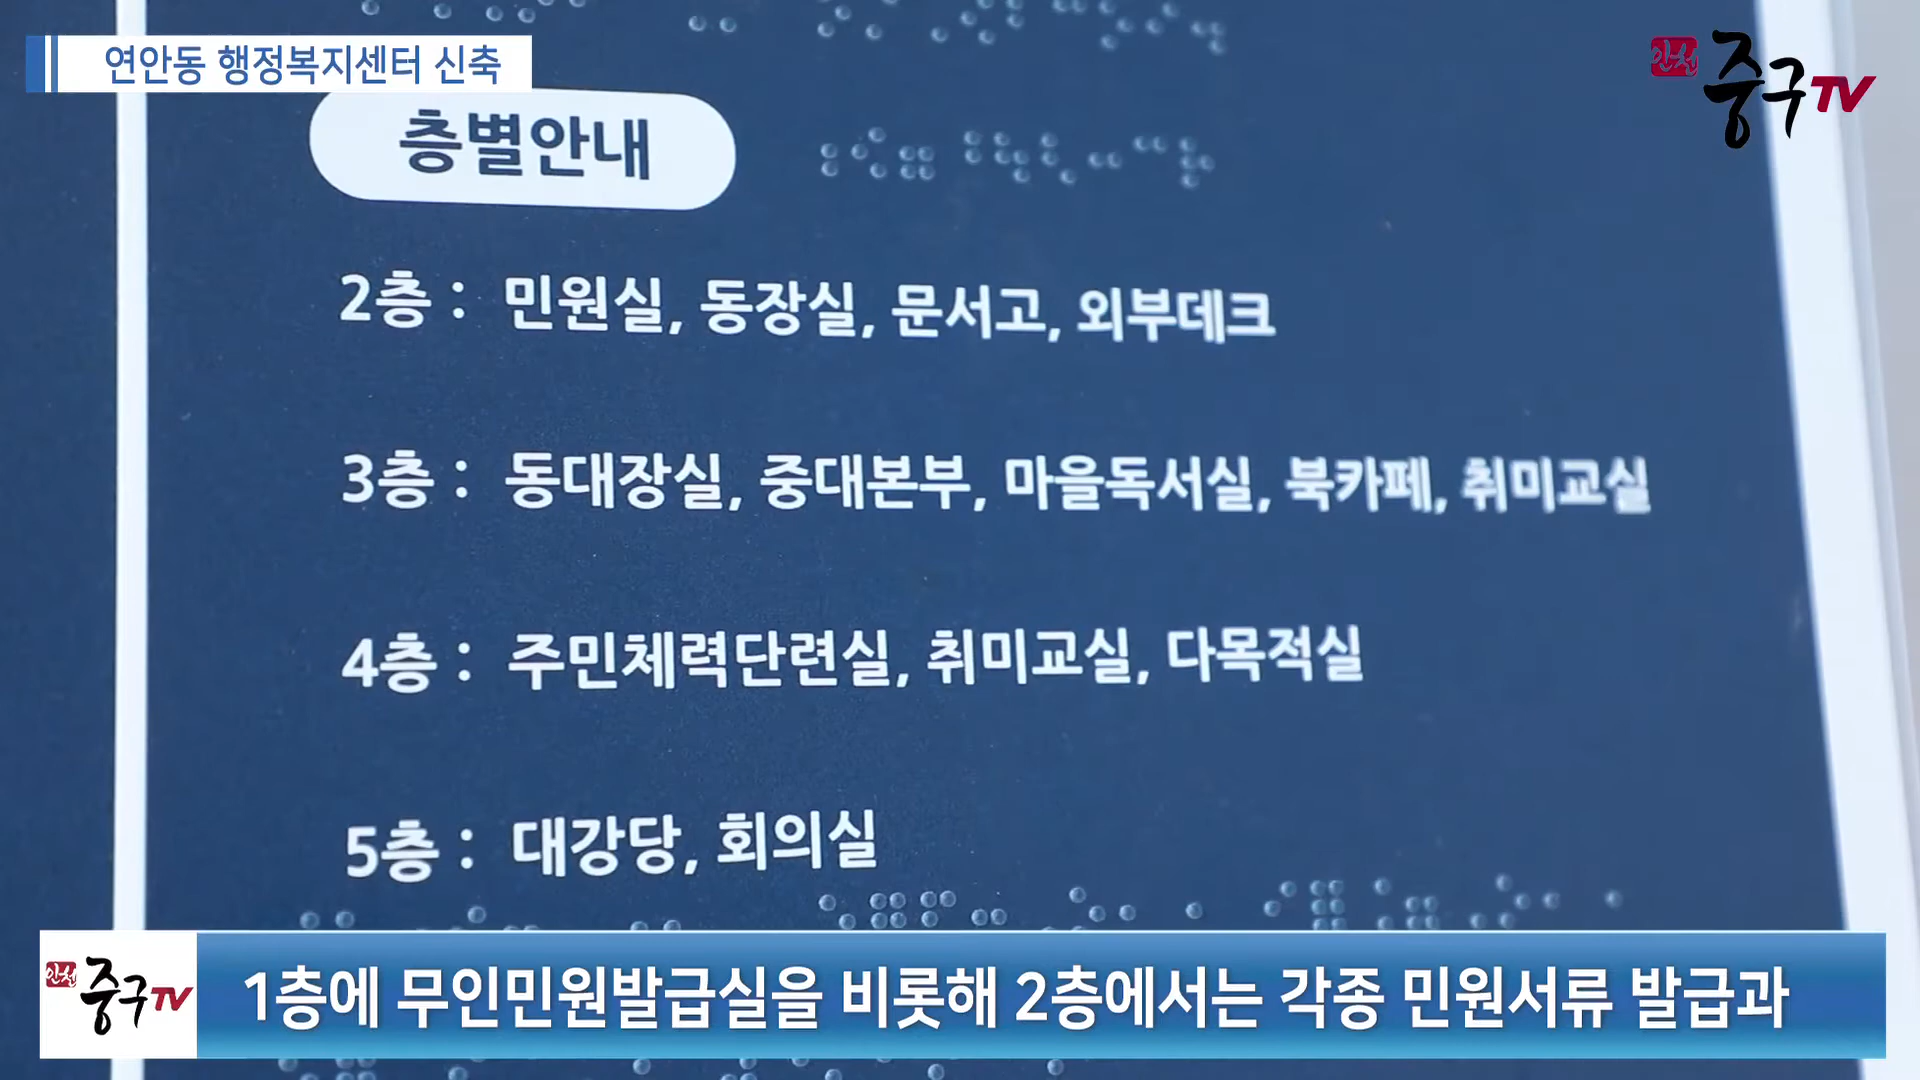 연안동 행정복지센터 신축
인천 중구TV
층별안내
2층 : 민원실, 동장실, 문서고, 외부데크
3층 : 동대장실, 중대본부, 마을독서실, 북카페, 취미교실
4층 : 주민체력단련실, 취미교실, 다목적실
5층 : 대강당, 회의실
인천 중구TV
1층에 무인민원발급실을 비롯해 2층에서는 각종 민원서류 발급과